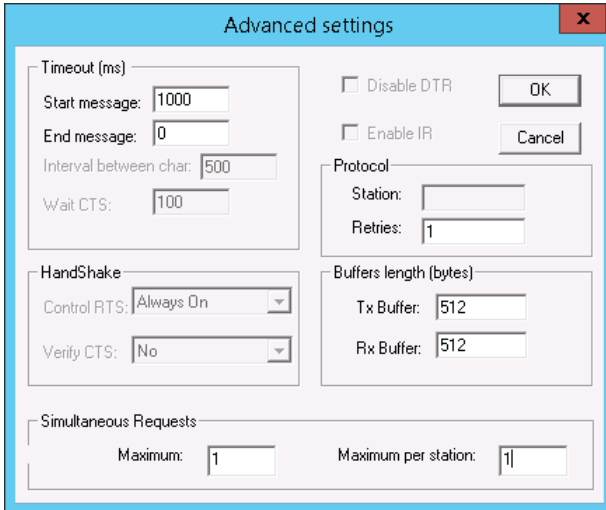 Advanced settings
x
Timeout (ms)
Start message: 1000
End message: 0
Interval between char: 500
Wait CTS: 100
Disable DTR
OK
Enable IR
Cancel
Protocol
Station:
Retries: 1
HandShake
Control RTS: Always On
Verify CTS: No
Buffers length (bytes)
Tx Buffer: 512
Rx Buffer: 512
Simultaneous Requests
Maximum: 1
Maximum per station: 1